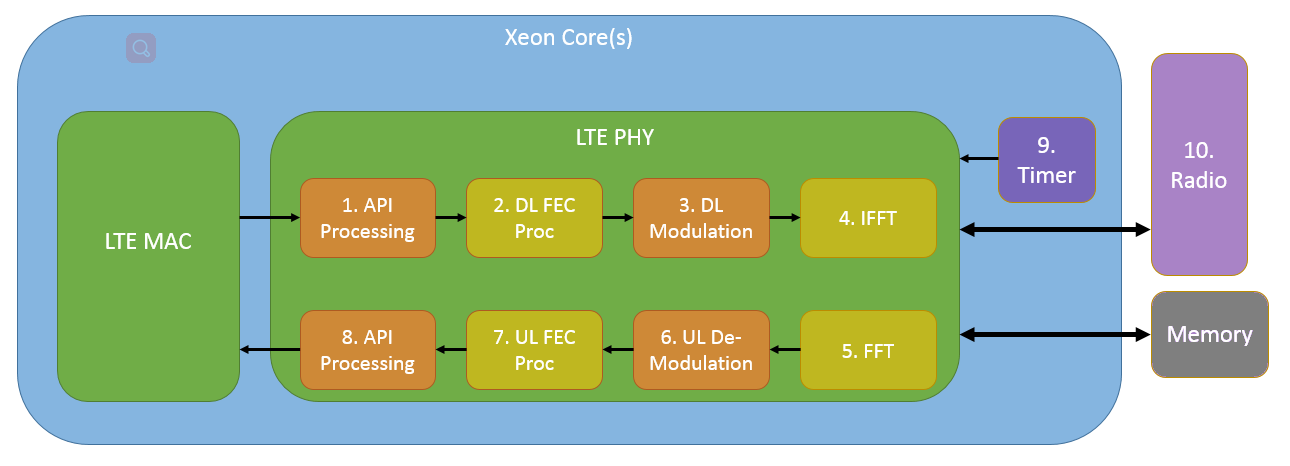 Xeon Core(s)
LTE MAC
LTE PHY
1. API
Processing
2. DL FEC
Proc
3. DL
Modulation
4. IFFT
8. API
Processing
7. UL FEC
Proc
6. UL De-
Modulation
5. FFT
9.
Timer
10.
Radio
Memory